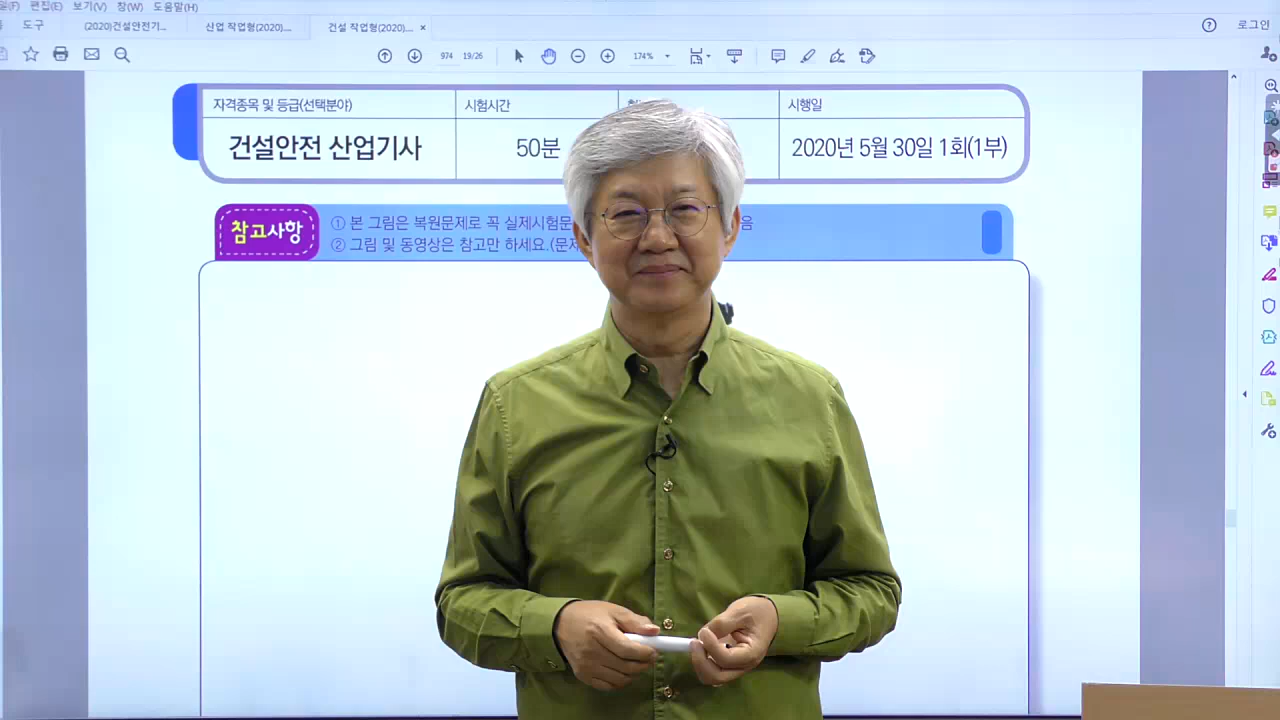 편집(E) 보기(V) 창(W) 도움말(H)
도구 (2020)건설안전기... 산업 작업형(2020)... 건설 작업형(2020)... × 로그인
974 19/26 174%
자격종목 및 등급(선택분야) 시험시간 시행일
건설안전 산업기사 50분 2020년 5월 30일 1회(1부)
참고사항
① 본 그림은 복원문제로 꼭 실제시험문
② 그림 및 동영상은 참고만 하세요.(문제